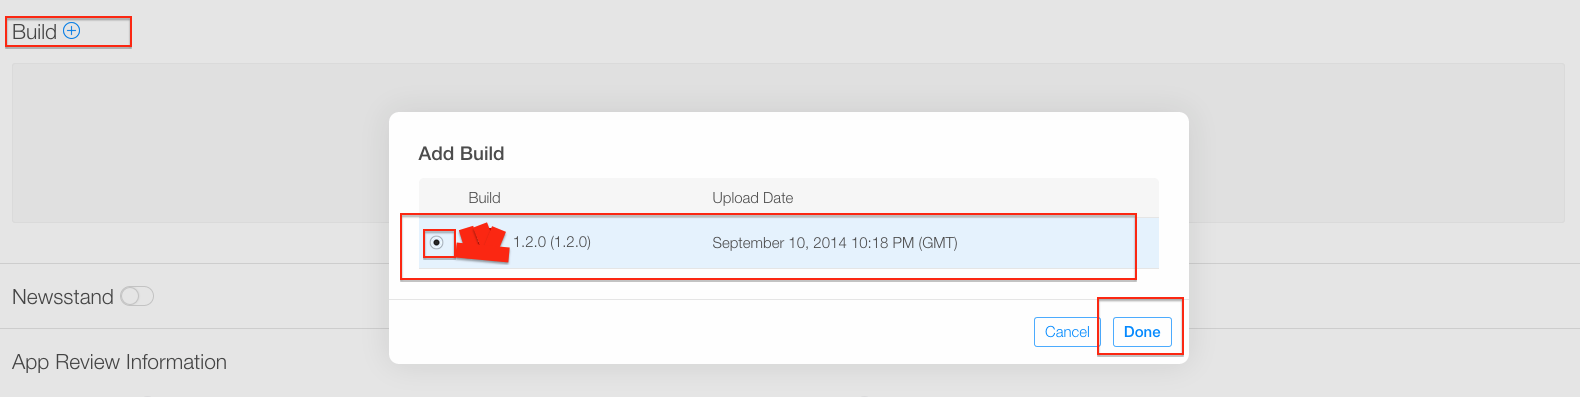 Build
Add Build
Build Upload Date
1.2.0 (1.2.0) September 10, 2014 10:18 PM (GMT)
Newsstand
Cancel Done
App Review Information